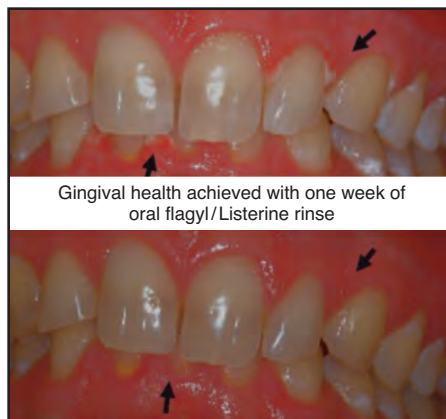 Gingival health achieved with one week of
oral flagyl/Listerine rinse